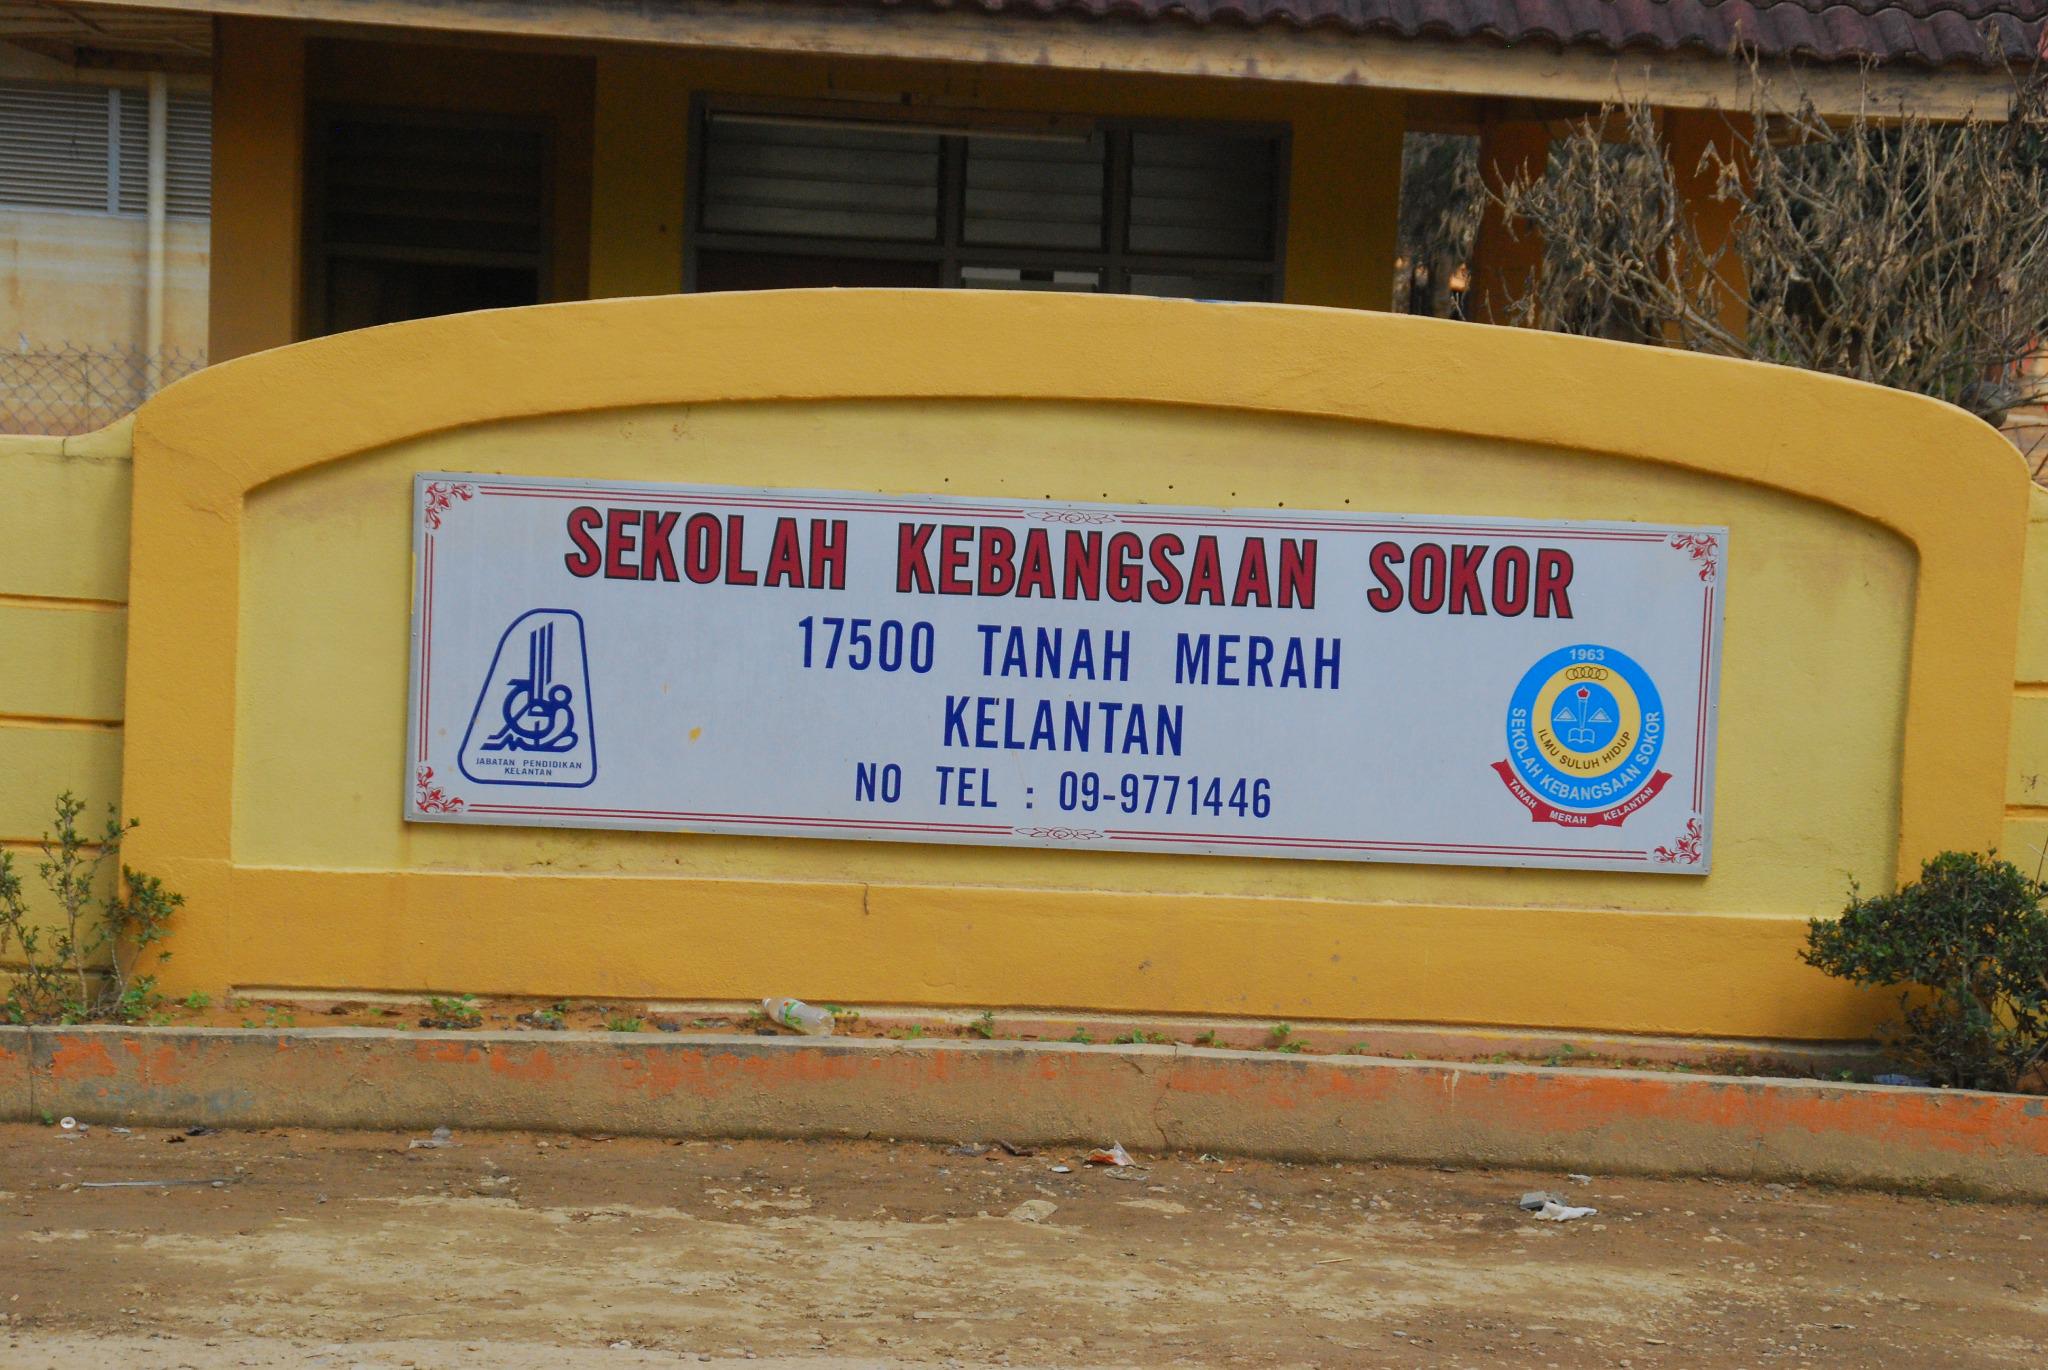 SEKOLAH KEBANGSAAN SOKOR
17500 TANAH MERAH
KELANTAN
NO TEL : 09-9771446
JABATAN PENDIDIKAN
KELANTAN
1963
ILMU SULUH HIDUP
SEKOLAH KEBANGSAAN SOKOR
TANAH MERAH KELANTAN